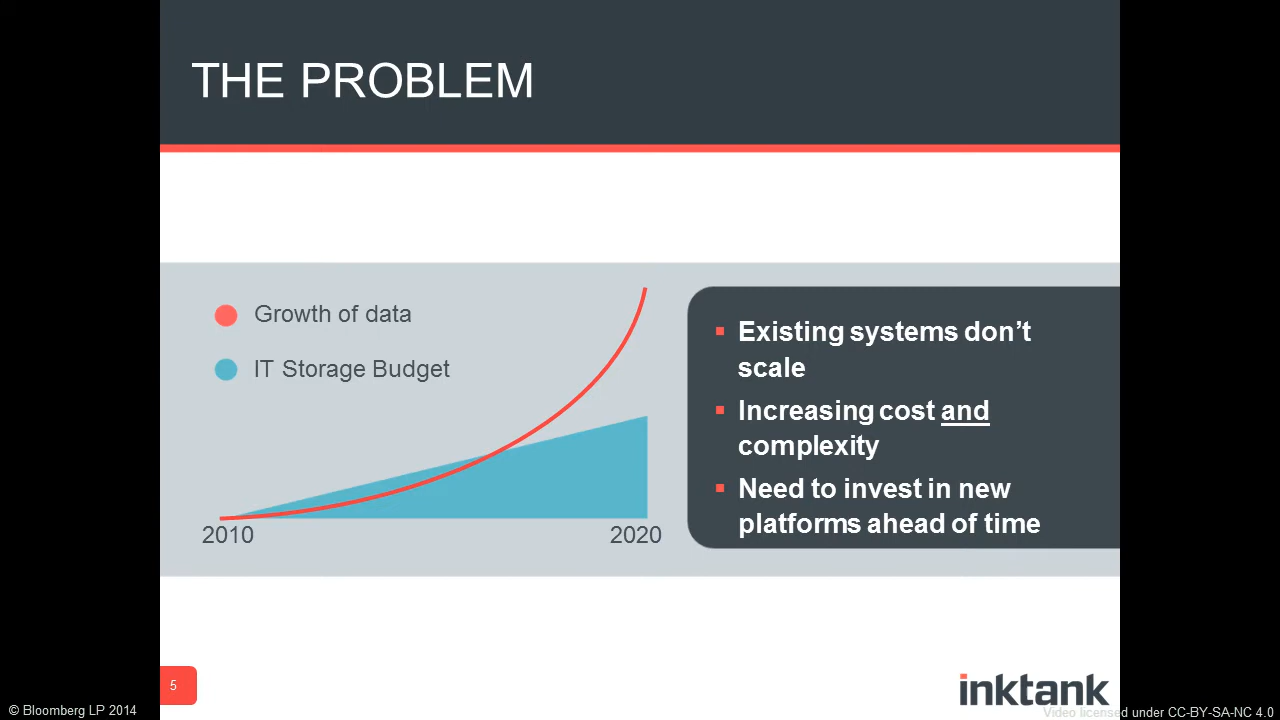 THE PROBLEM
Growth of data
IT Storage Budget
2010
2020
Existing systems don’t
scale
Increasing cost and
complexity
Need to invest in new
platforms ahead of time
5
inktank
© Bloomberg LP 2014
Video licensed under CC-BY-SA-NC 4.0